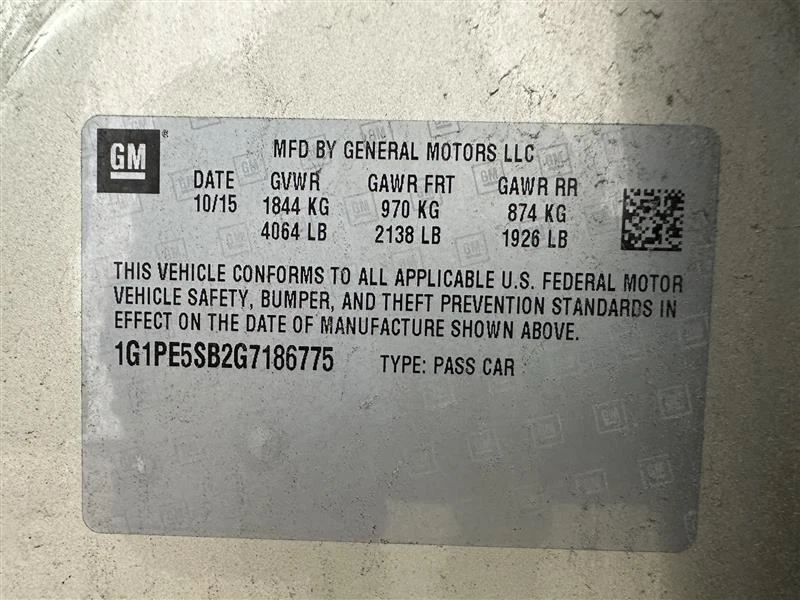 GM
MFD BY GENERAL MOTORS LLC
DATE GVWR GAWR FRT GAWR RR
10/15 1844 KG 970 KG 874 KG
4064 LB 2138 LB 1926 LB
THIS VEHICLE CONFORMS TO ALL APPLICABLE U.S. FEDERAL MOTOR
VEHICLE SAFETY, BUMPER, AND THEFT PREVENTION STANDARDS IN
EFFECT ON THE DATE OF MANUFACTURE SHOWN ABOVE.
1G1PE5SB2G7186775 TYPE: PASS CAR